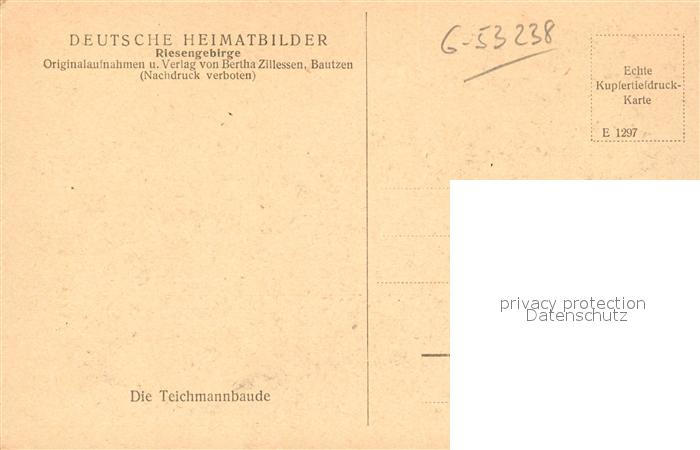 DEUTSCHE HEIMATBILDER
Riesengebirge
Originalaufnahmen u. Verlag von Bertha Zillessen, Bautzen
(Nachdruck verboten)
G-53238
Echte
Kupfertiefdruck-
Karte
E 1297
privacy protection
Datenschutz
Die Teichmannbaude